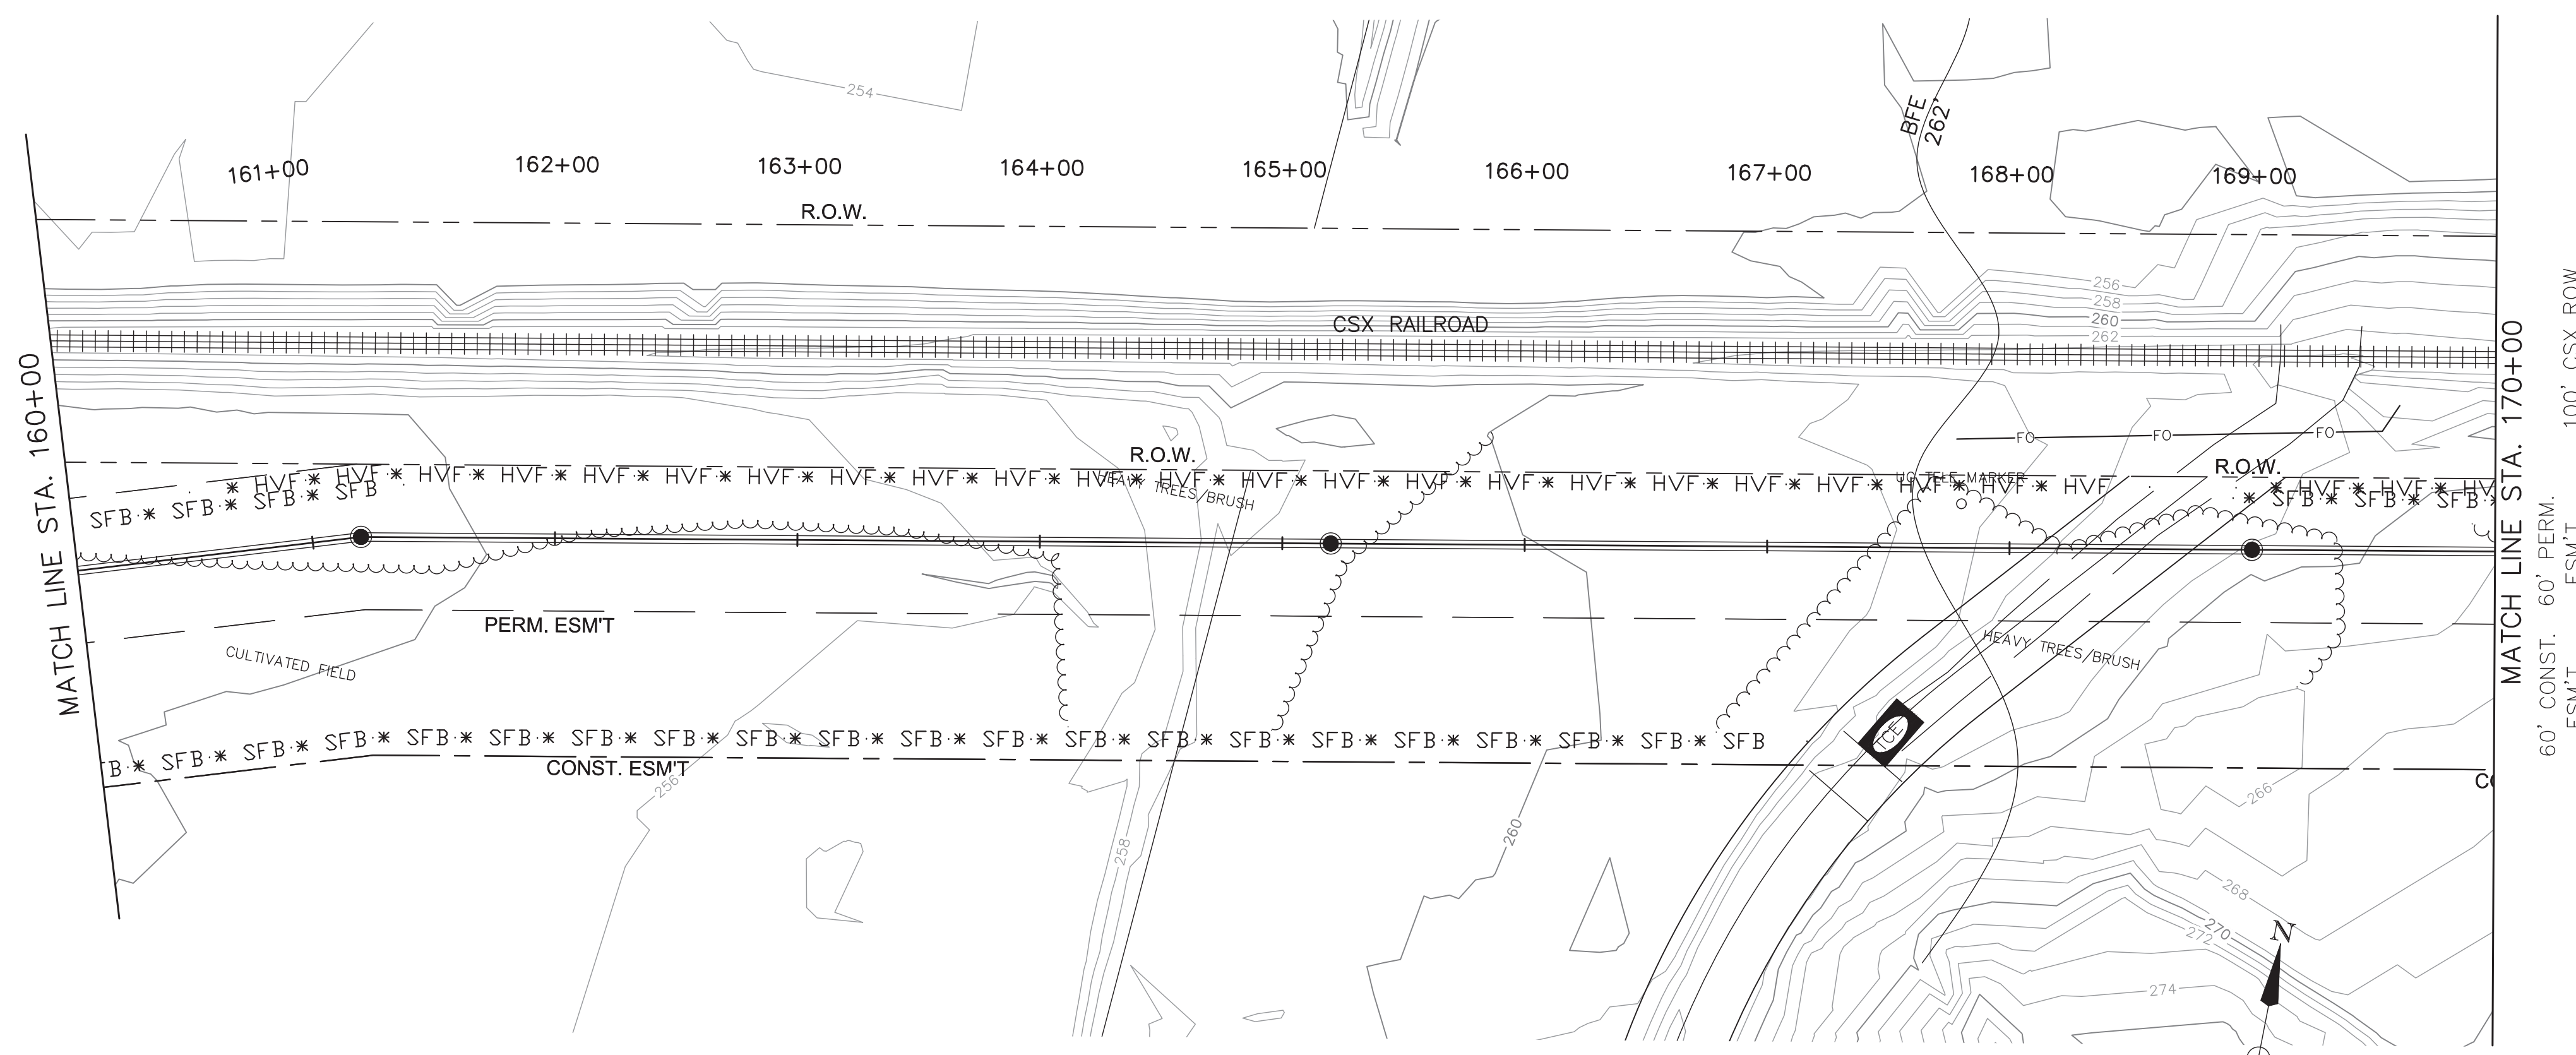 254
BFE
262'
161+00 162+00 163+00 164+00 165+00 166+00 167+00 168+00 169+00
R.O.W.
256
258
260
262
CSX RAILROAD
MATCH LINE STA. 160+00
MATCH LINE STA. 170+00
100' CSX ROW
60' PERM.
ESM'T
60' CONST.
ESM'T
FO FO FO
R.O.W.
R.O.W.
HVF HVF HVF HVF HVF HVF HVF HVF HVF HVF HVF HVF HVF HVF HVF HVF HVF HVF HVF HVF HVF HVF HVF HVF HVF HV
UG TELE MARKER
HEAVY TREES/BRUSH
SFB SFB SFB SFB
SFB SFB SFB
PERM. ESM'T
CULTIVATED FIELD
HEAVY TREES/BRUSH
TCE
B SFB SFB SFB SFB SFB SFB SFB SFB SFB SFB SFB SFB SFB SFB SFB SFB SFB SFB SFB SFB
CONST. ESM'T
CO
256
258
260
266
268
270
272
274
N